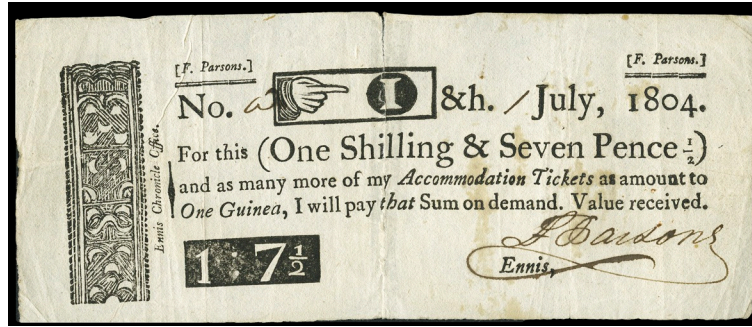 [F. Parsons.]
[F. Parsons.]
No. 1 &h. 1 July, 1804.
For this (One Shilling & Seven Pence ½)
and as many more of my Accommodation Tickets as amount to
One Guinea, I will pay that Sum on demand. Value received.
F Parsons
1 7½
Ennis,
Ennis Chronicle Office.